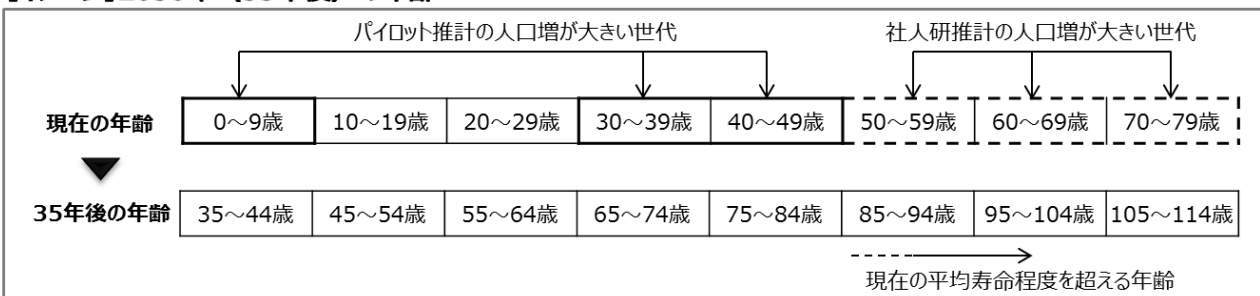 パイロット推計の人口増が大きい世代 社人研推計の人口増が大きい世代
現在の年齢 0～9歳 10～19歳 20～29歳 30～39歳 40～49歳 50～59歳 60～69歳 70～79歳
35年後の年齢 35～44歳 45～54歳 55～64歳 65～74歳 75～84歳 85～94歳 95～104歳 105～114歳
現在の平均寿命程度を超える年齢